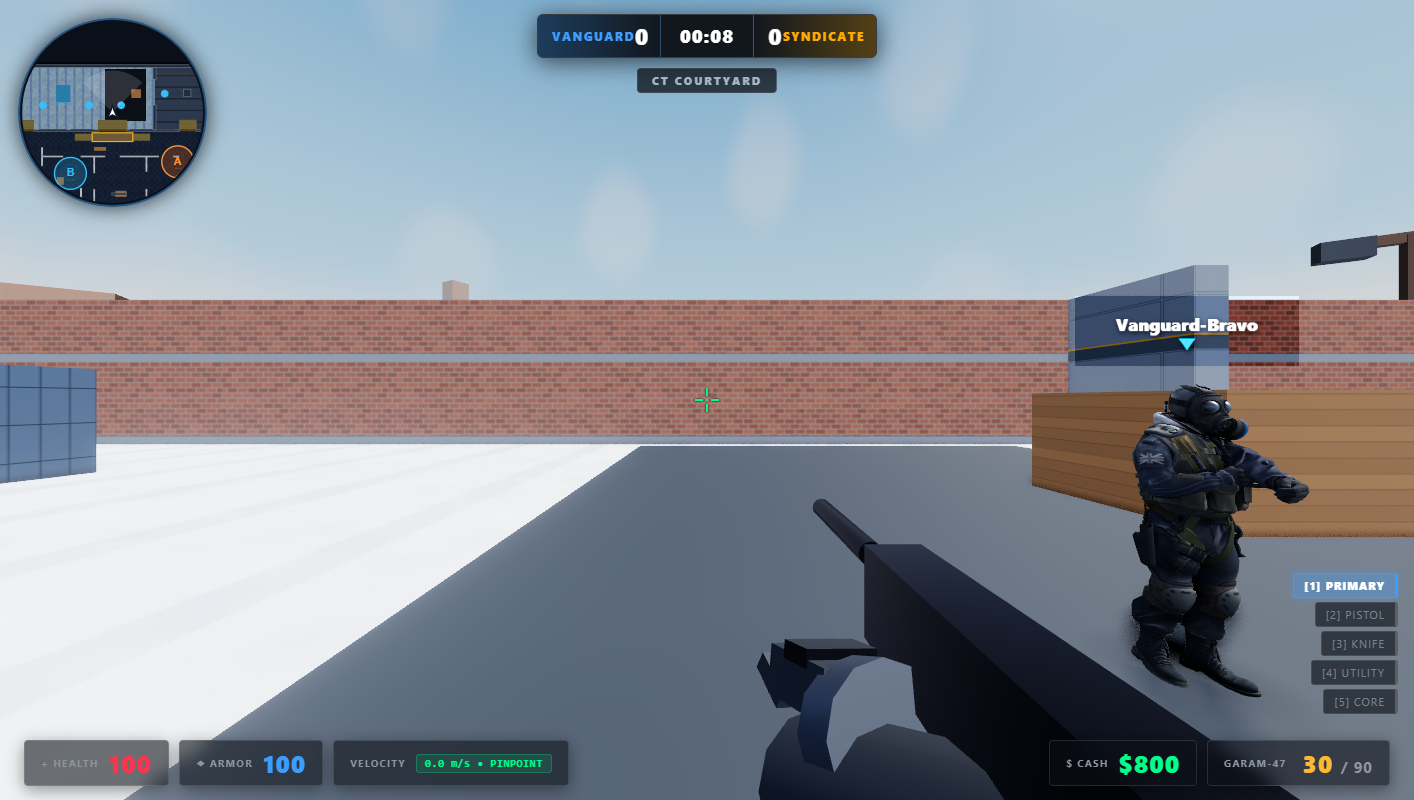 VANGUARD 0 00:08 0 SYNDICATE
CT COURTYARD
B
A
Vanguard-Bravo
[1] PRIMARY
[2] PISTOL
[3] KNIFE
[4] UTILITY
[5] CORE
+ HEALTH 100
ARMOR 100
VELOCITY 0.0 m/s • PINPOINT
$ CASH $800
GARAM-47 30 / 90